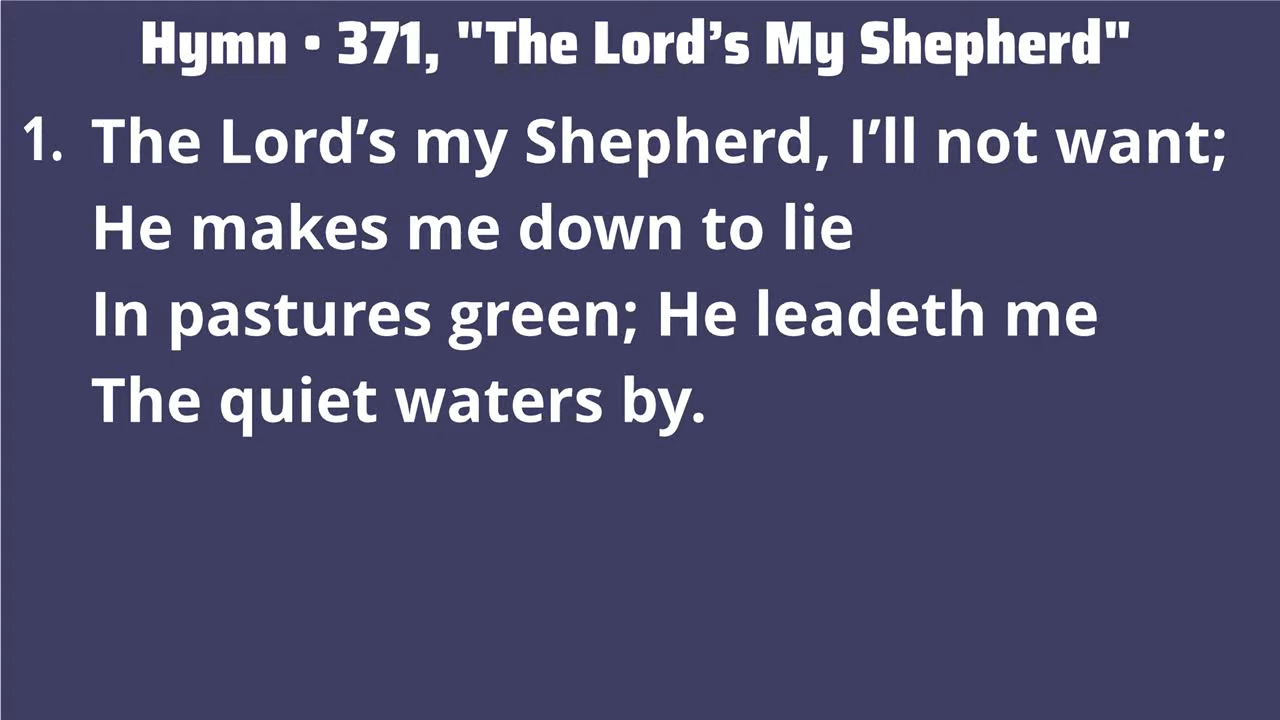 Hymn • 371, "The Lord’s My Shepherd"
1. The Lord’s my Shepherd, I’ll not want;
He makes me down to lie
In pastures green; He leadeth me
The quiet waters by.